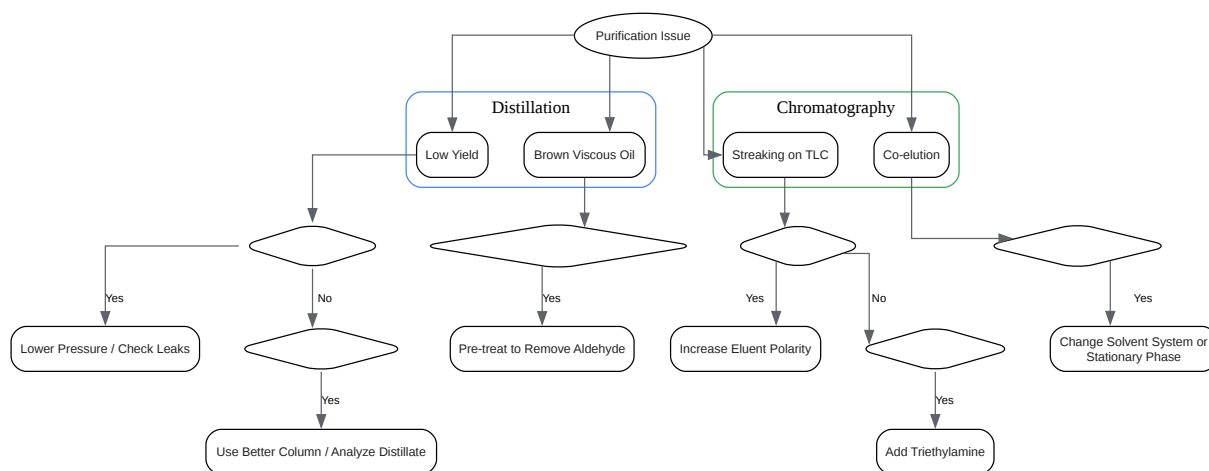 Purification Issue
Distillation
Chromatography
Low Yield
Brown Viscous Oil
Streaking on TLC
Co-elution
Yes
No
Yes
Yes
No
Yes
Lower Pressure / Check Leaks
Pre-treat to Remove Aldehyde
Increase Eluent Polarity
Change Solvent System or
Stationary Phase
Yes
Yes
Use Better Column / Analyze Distillate
Add Triethylamine